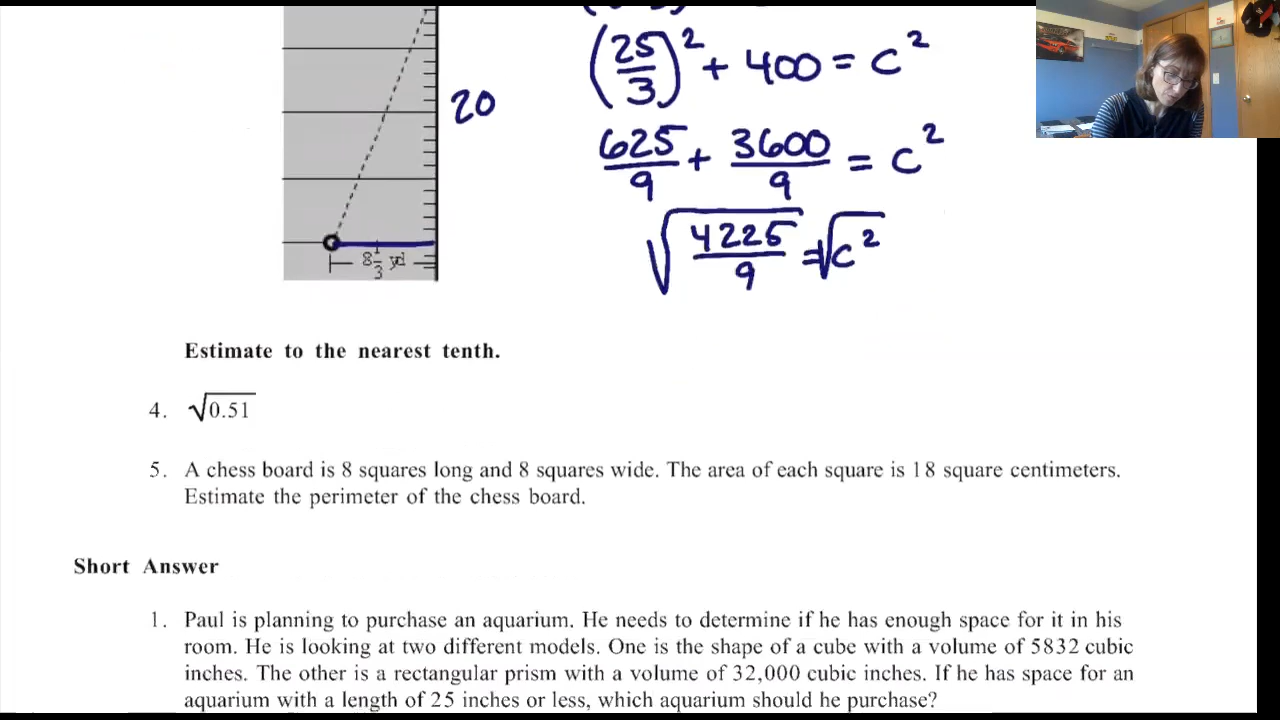 (25/3)² + 400 = c²
20
625/9 + 3600/9 = c²
√(4225/9) = √c²
8 1/3 yd
Estimate to the nearest tenth.
4. √0.51
5. A chess board is 8 squares long and 8 squares wide. The area of each square is 18 square centimeters.
Estimate the perimeter of the chess board.
Short Answer
1. Paul is planning to purchase an aquarium. He needs to determine if he has enough space for it in his
room. He is looking at two different models. One is the shape of a cube with a volume of 5832 cubic
inches. The other is a rectangular prism with a volume of 32,000 cubic inches. If he has space for an
aquarium with a length of 25 inches or less, which aquarium should he purchase?